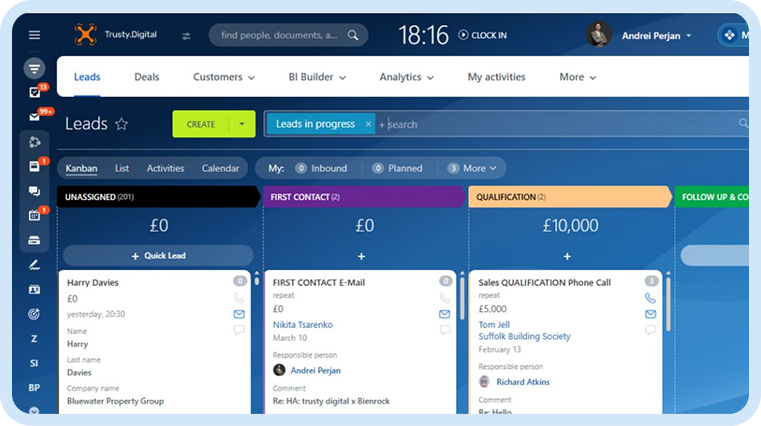 Trusty.Digital
find people, documents, a...
18:16
CLOCK IN
Andrei Perjan
M
Leads
Deals
Customers
BI Builder
Analytics
My activities
More
13
99+
1
1
Z
SI
BP
Leads
CREATE
Leads in progress ×
+ search
Kanban
List
Activities
Calendar
My:
0 Inbound
0 Planned
3 More
UNASSIGNED (201)
£0
+ Quick Lead
Harry Davies
0
£0
yesterday, 20:30
Name
Harry
Last name
Davies
Company name
Bluewater Property Group
FIRST CONTACT (2)
£0
+
FIRST CONTACT E-Mail
0
repeat
£0
Nikita Tsarenko
March 10
Responsible person
Andrei Perjan
Comment
Re: HA: trusty digital x Bienrock
QUALIFICATION (2)
£10,000
+
Sales QUALIFICATION Phone Call
3
repeat
£5,000
Tom Jell
Suffolk Building Society
February 13
Responsible person
Richard Atkins
Comment
Re: Hello
FOLLOW UP & CO